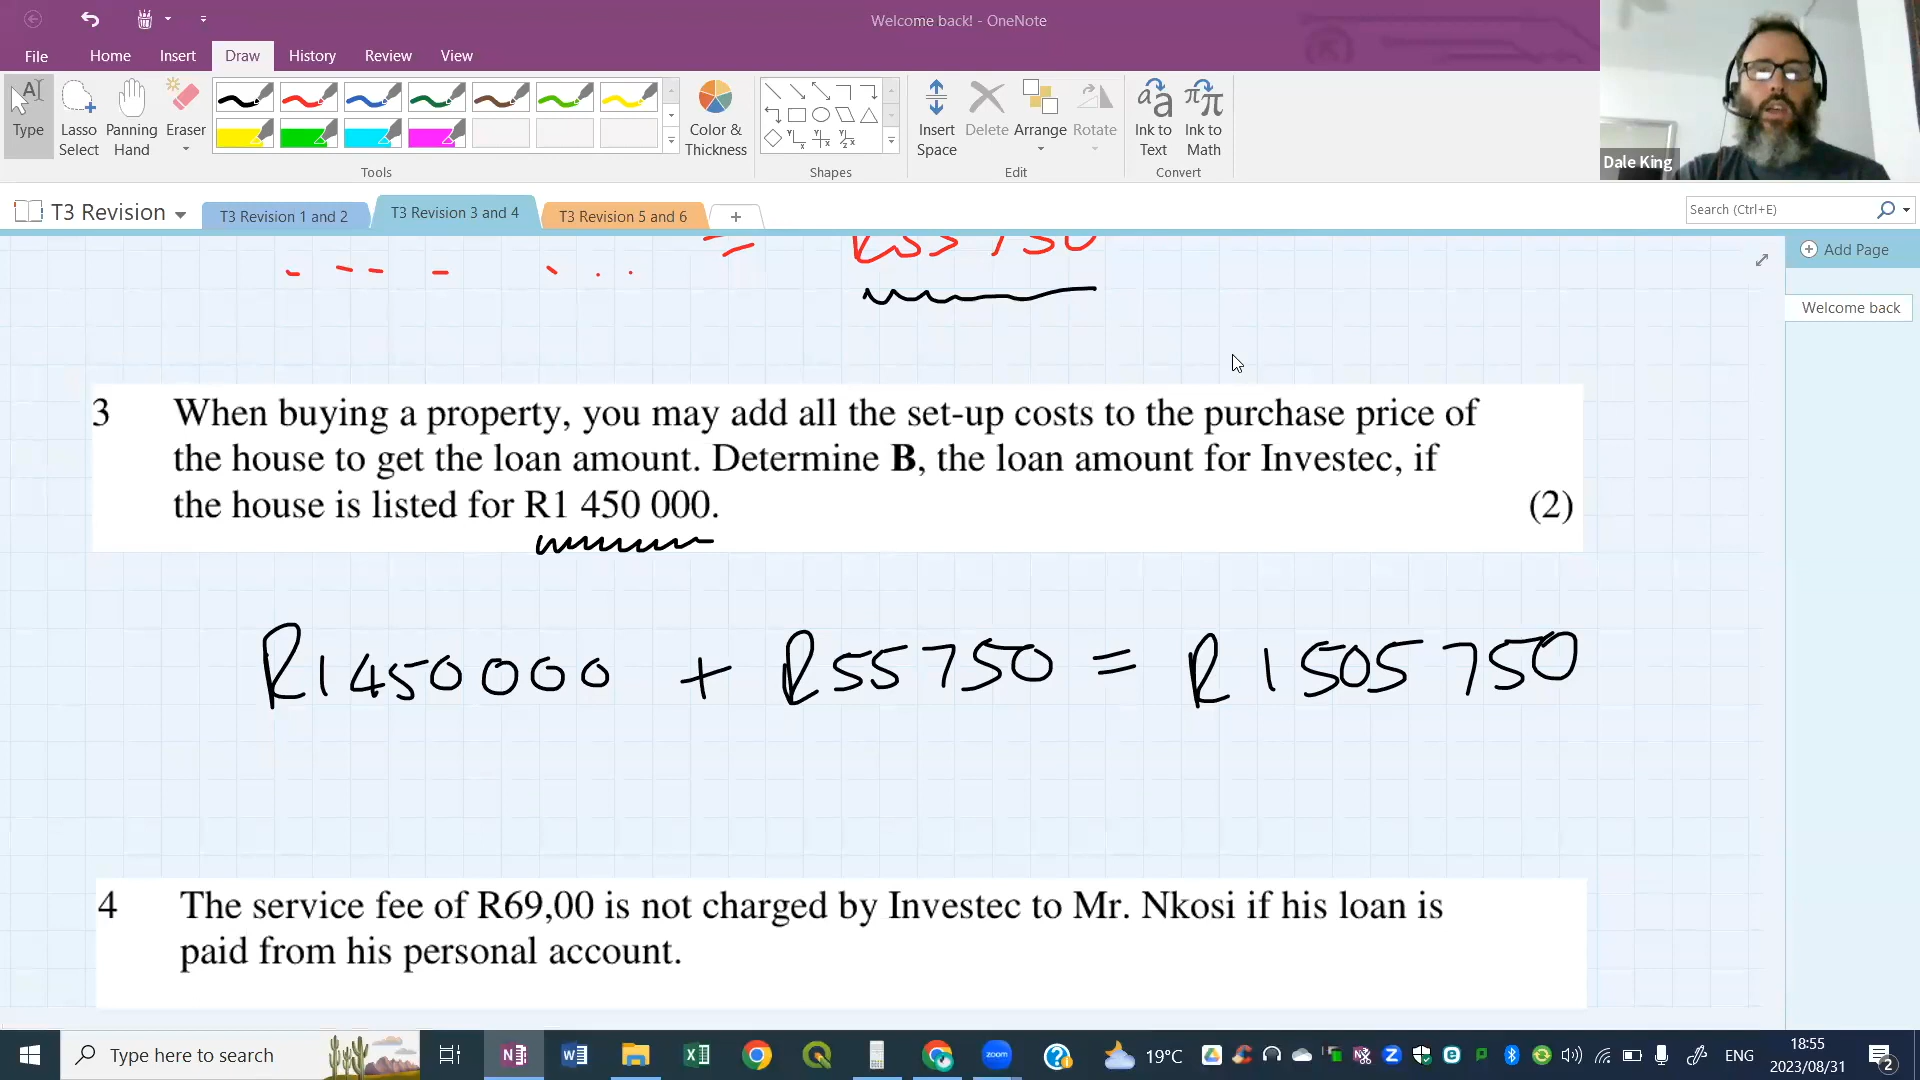 Welcome back! - OneNote
File Home Insert Draw History Review View
Type
Lasso Select
Panning Hand
Eraser
Color & Thickness
Insert Space
Delete
Arrange
Rotate
Ink to Text
Ink to Math
Tools Shapes Edit Convert
Dale King
T3 Revision T3 Revision 1 and 2 T3 Revision 3 and 4 T3 Revision 5 and 6 + Search (Ctrl+E)
Add Page
Welcome back
= R55 750
3 When buying a property, you may add all the set-up costs to the purchase price of
the house to get the loan amount. Determine B, the loan amount for Investec, if
the house is listed for R1 450 000. (2)
R1450000 + R55750 = R1505750
4 The service fee of R69,00 is not charged by Investec to Mr. Nkosi if his loan is
paid from his personal account.
Type here to search
zoom
19°C
ENG
18:55
2023/08/31
2